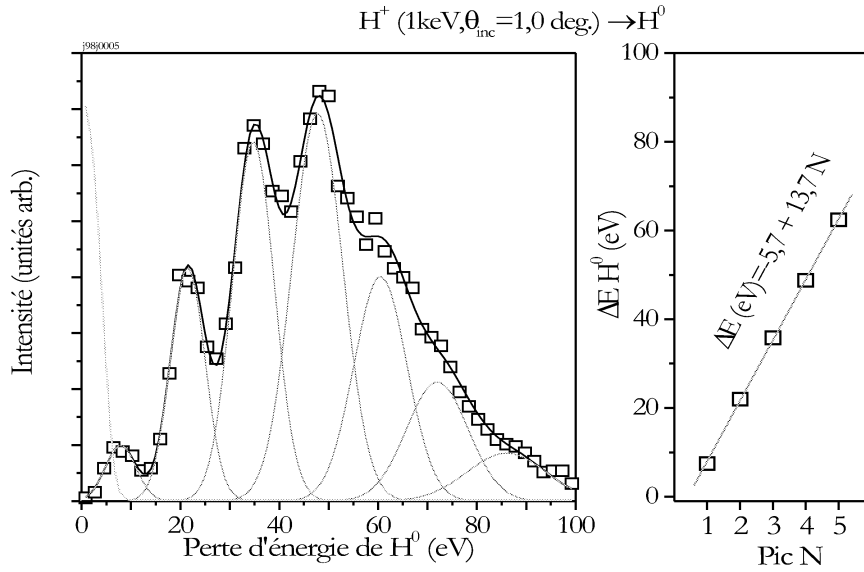 H⁺ (1keV,θinc=1,0 deg.) →H⁰
j98j0005
Intensité (unités arb.)
0 20 40 60 80 100
Perte d'énergie de H⁰ (eV)
100
80
60
40
20
0
ΔE H⁰ (eV)
ΔE (eV)=-5,7 + 13,7 N
1 2 3 4 5
Pic N